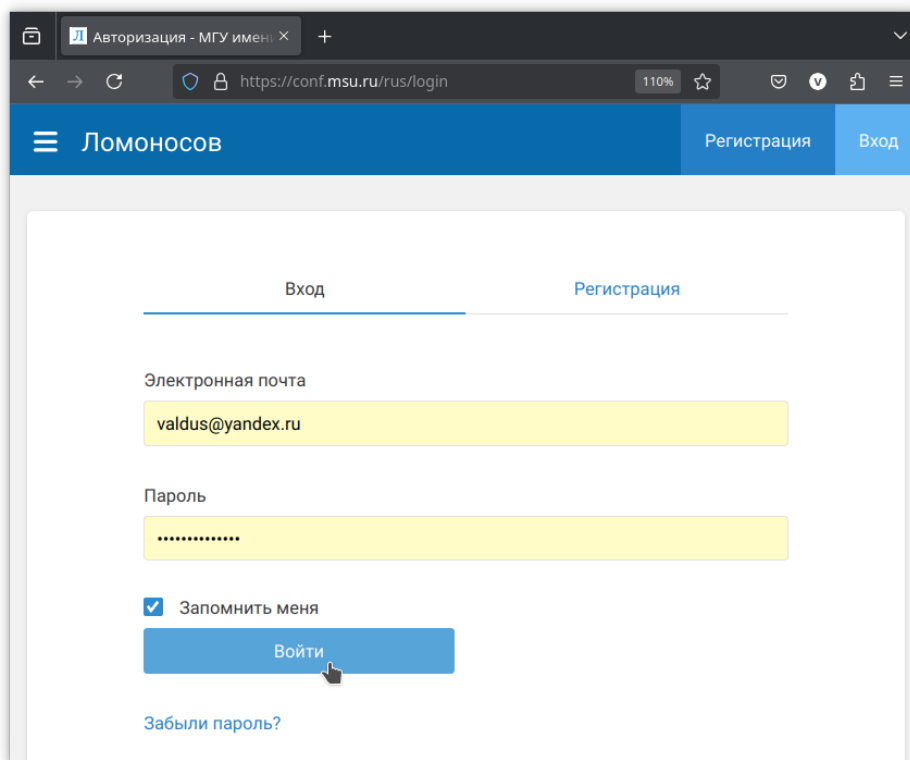 Л Авторизация - МГУ имени
https://conf.msu.ru/rus/login 110% V
Ломоносов Регистрация Вход
Вход Регистрация
Электронная почта
valdus@yandex.ru
Пароль
••••••••••••••
Запомнить меня
Войти
Забыли пароль?